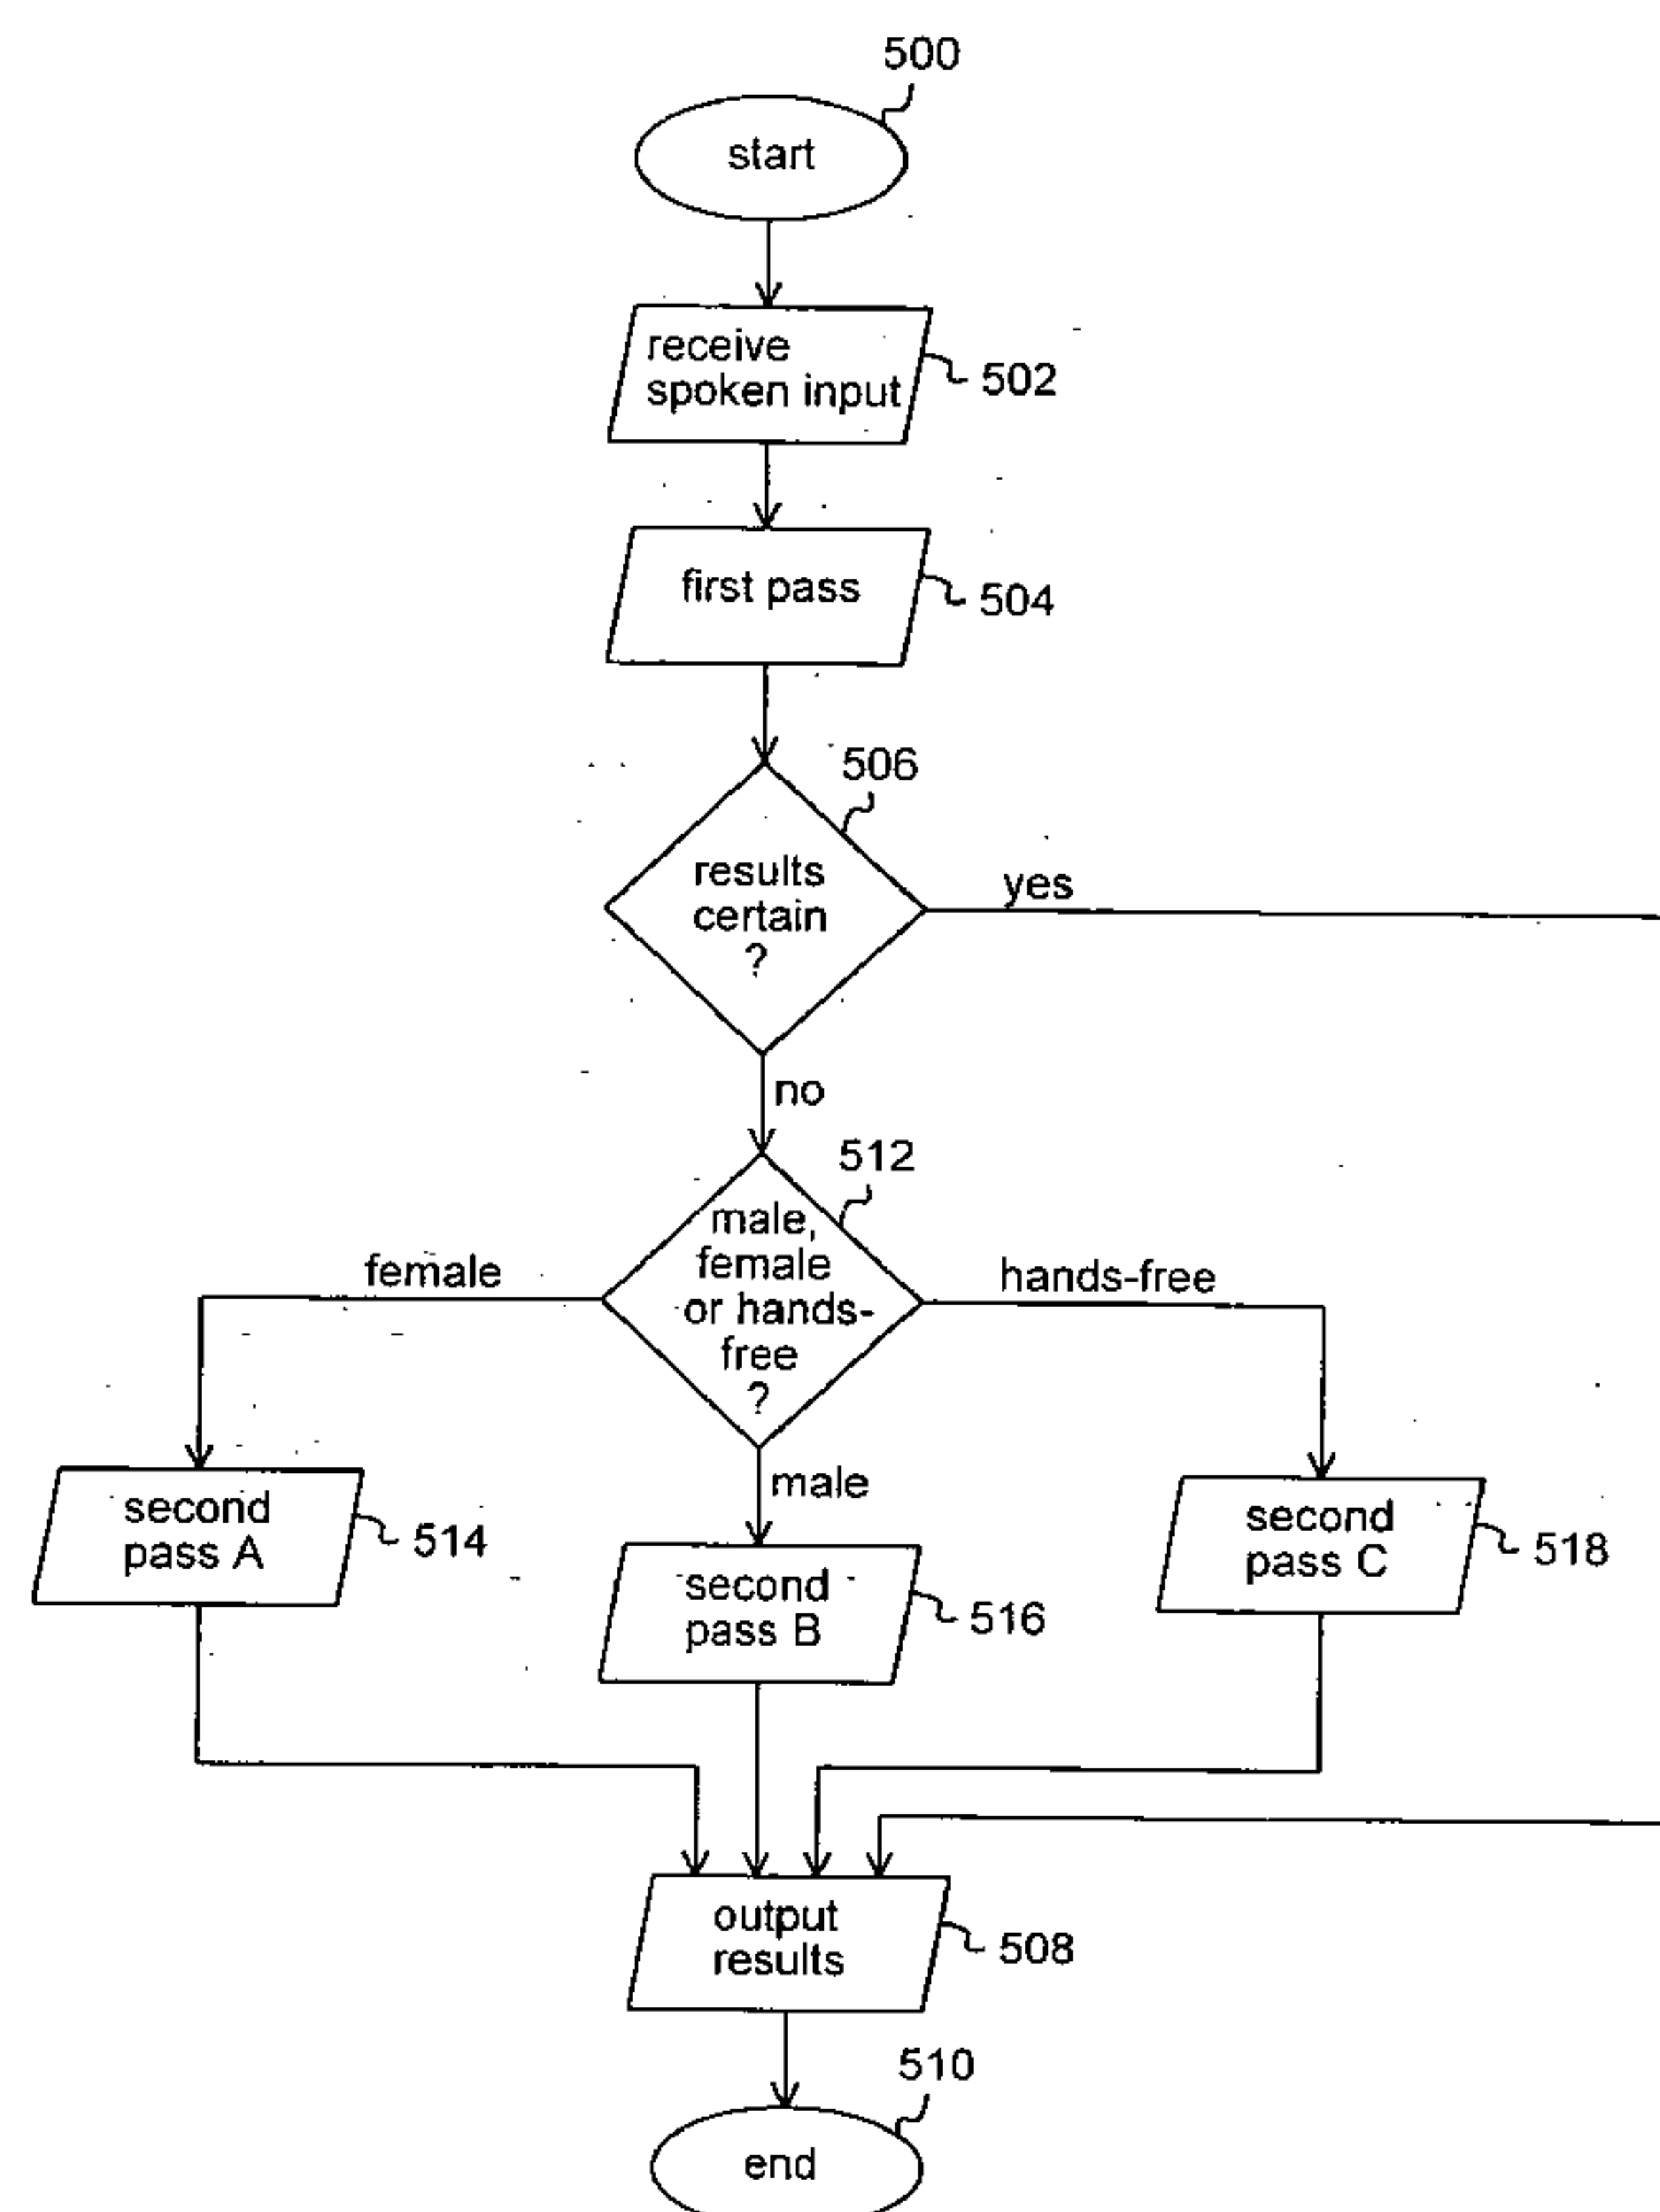 500
start
receive
spoken input
502
first pass
504
506
results
certain
?
yes
no
512
male,
female
or hands-
free
?
female
hands-free
male
second
pass A
514
second
pass B
516
second
pass C
518
output
results
508
510
end